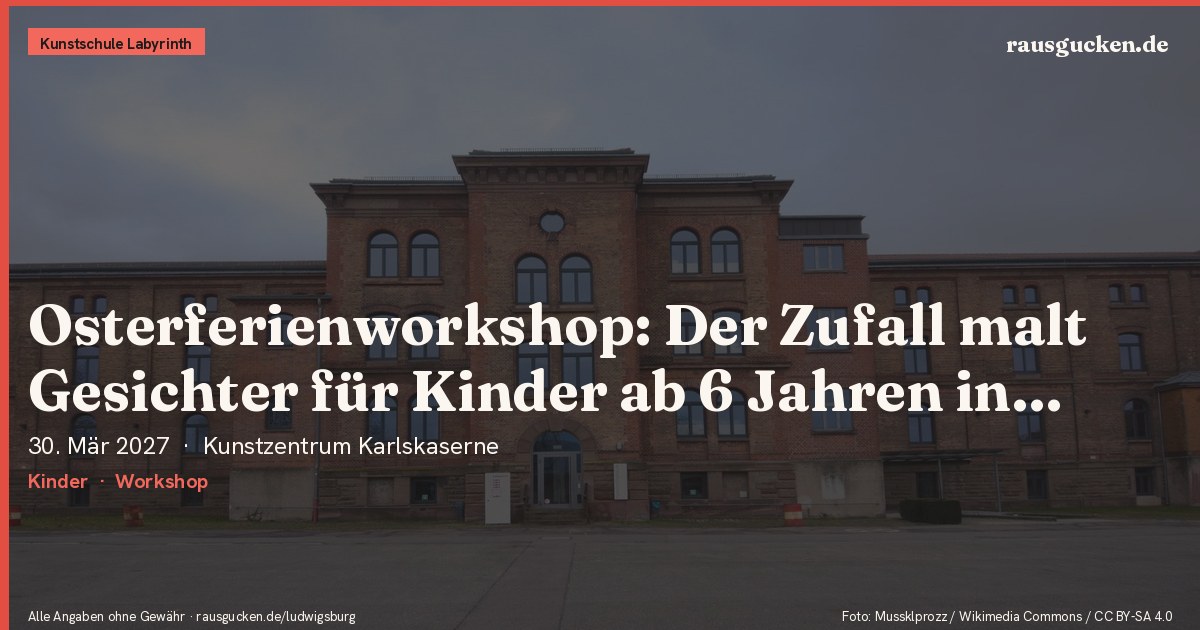 Kunstschule Labyrinth
rausgucken.de
Osterferienworkshop: Der Zufall malt
Gesichter für Kinder ab 6 Jahren in...
30. Mär 2027 · Kunstzentrum Karlskaserne
Kinder · Workshop
Alle Angaben ohne Gewähr · rausgucken.de/ludwigsburg
Foto: Mussklprozz / Wikimedia Commons / CC BY-SA 4.0